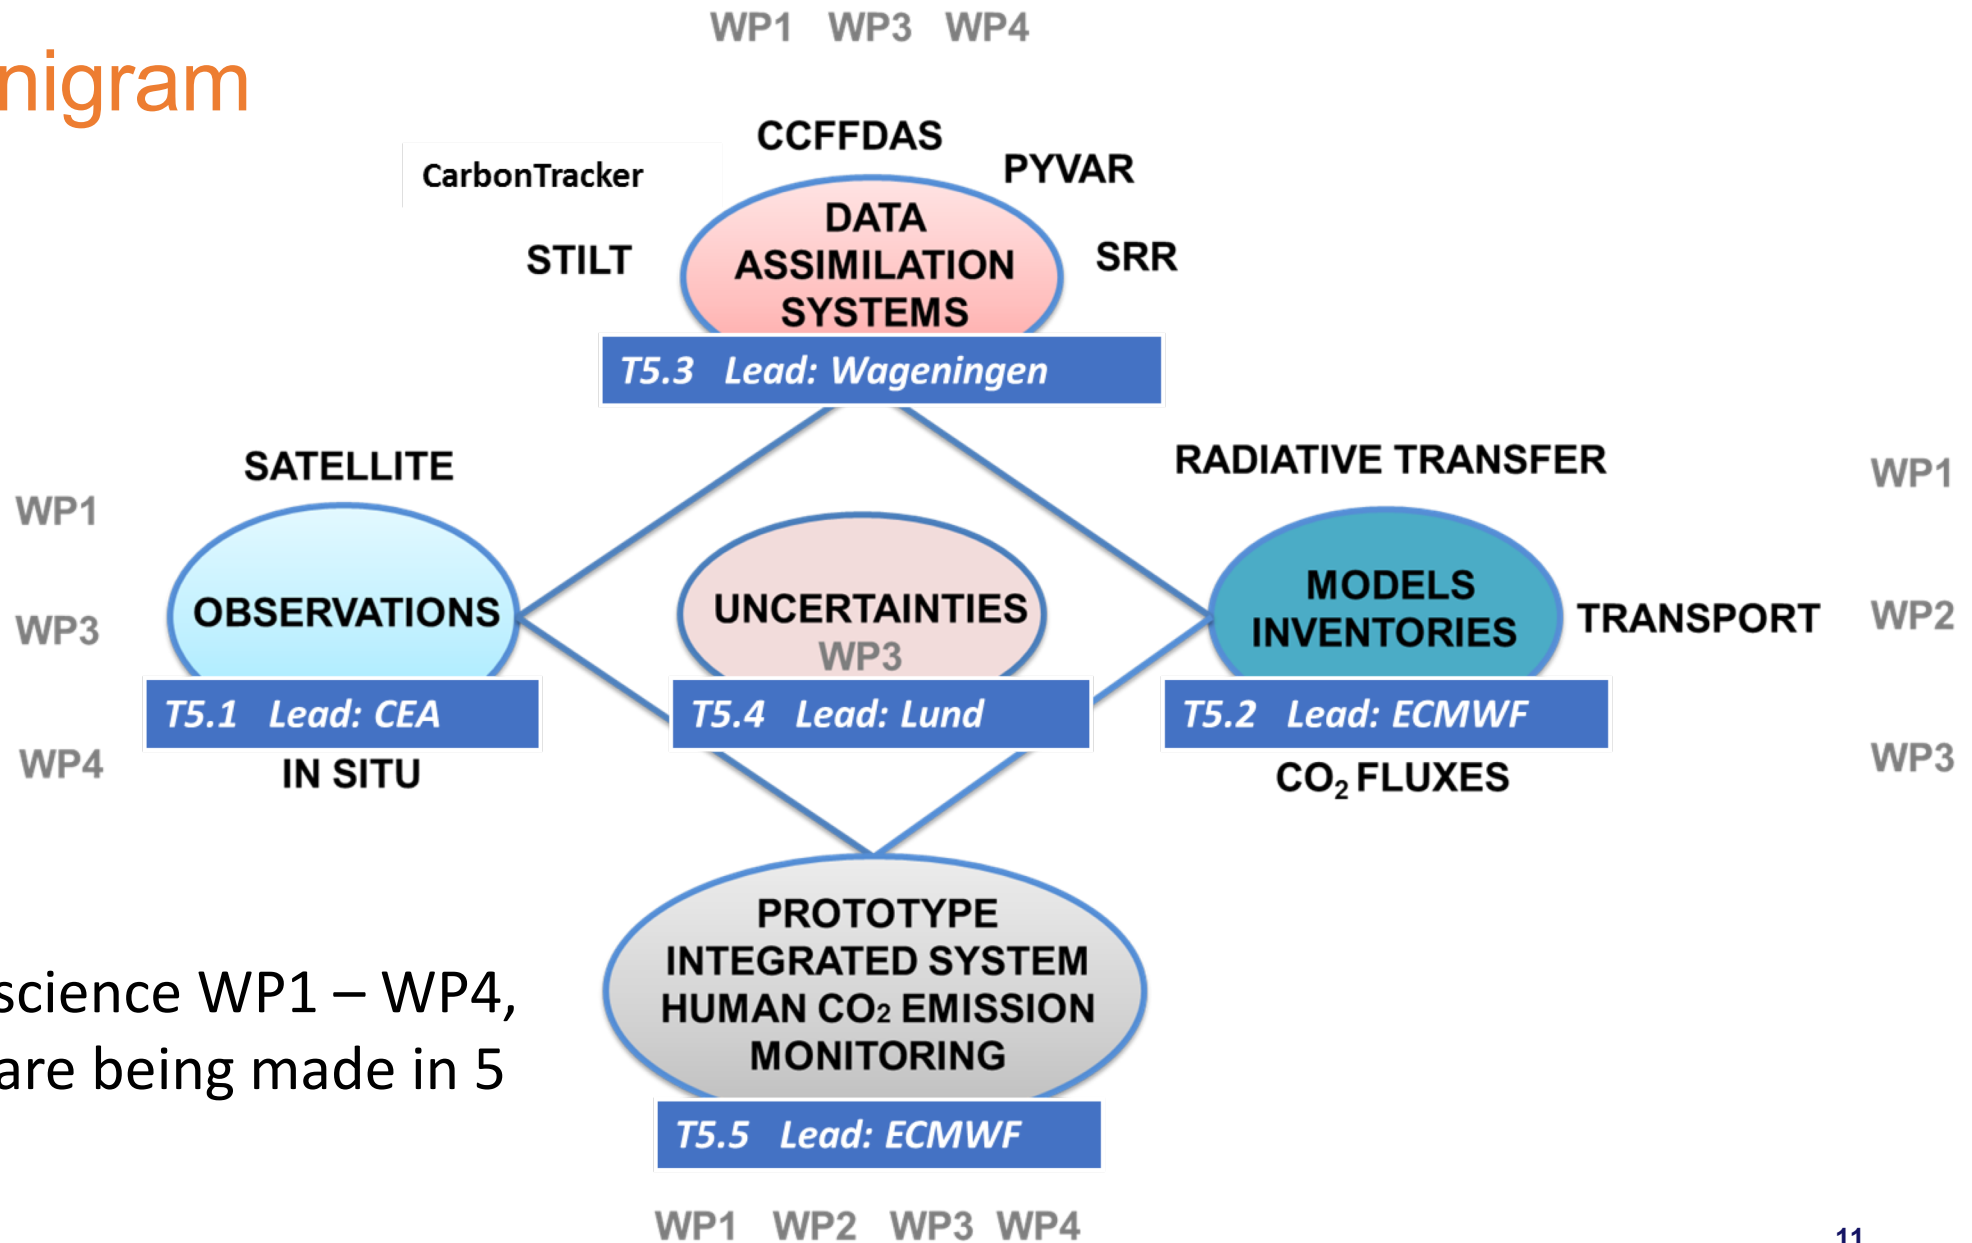 WP1 WP3 WP4
nigram
CCFFDAS
CarbonTracker
PYVAR
STILT
DATA
ASSIMILATION
SYSTEMS
SRR
T5.3 Lead: Wageningen
SATELLITE
RADIATIVE TRANSFER
WP1
WP3
WP4
OBSERVATIONS
T5.1 Lead: CEA
IN SITU
UNCERTAINTIES
WP3
T5.4 Lead: Lund
MODELS
INVENTORIES
TRANSPORT
T5.2 Lead: ECMWF
CO₂ FLUXES
WP1
WP2
WP3
PROTOTYPE
INTEGRATED SYSTEM
HUMAN CO₂ EMISSION
MONITORING
T5.5 Lead: ECMWF
science WP1 – WP4,
are being made in 5
WP1 WP2 WP3 WP4
11